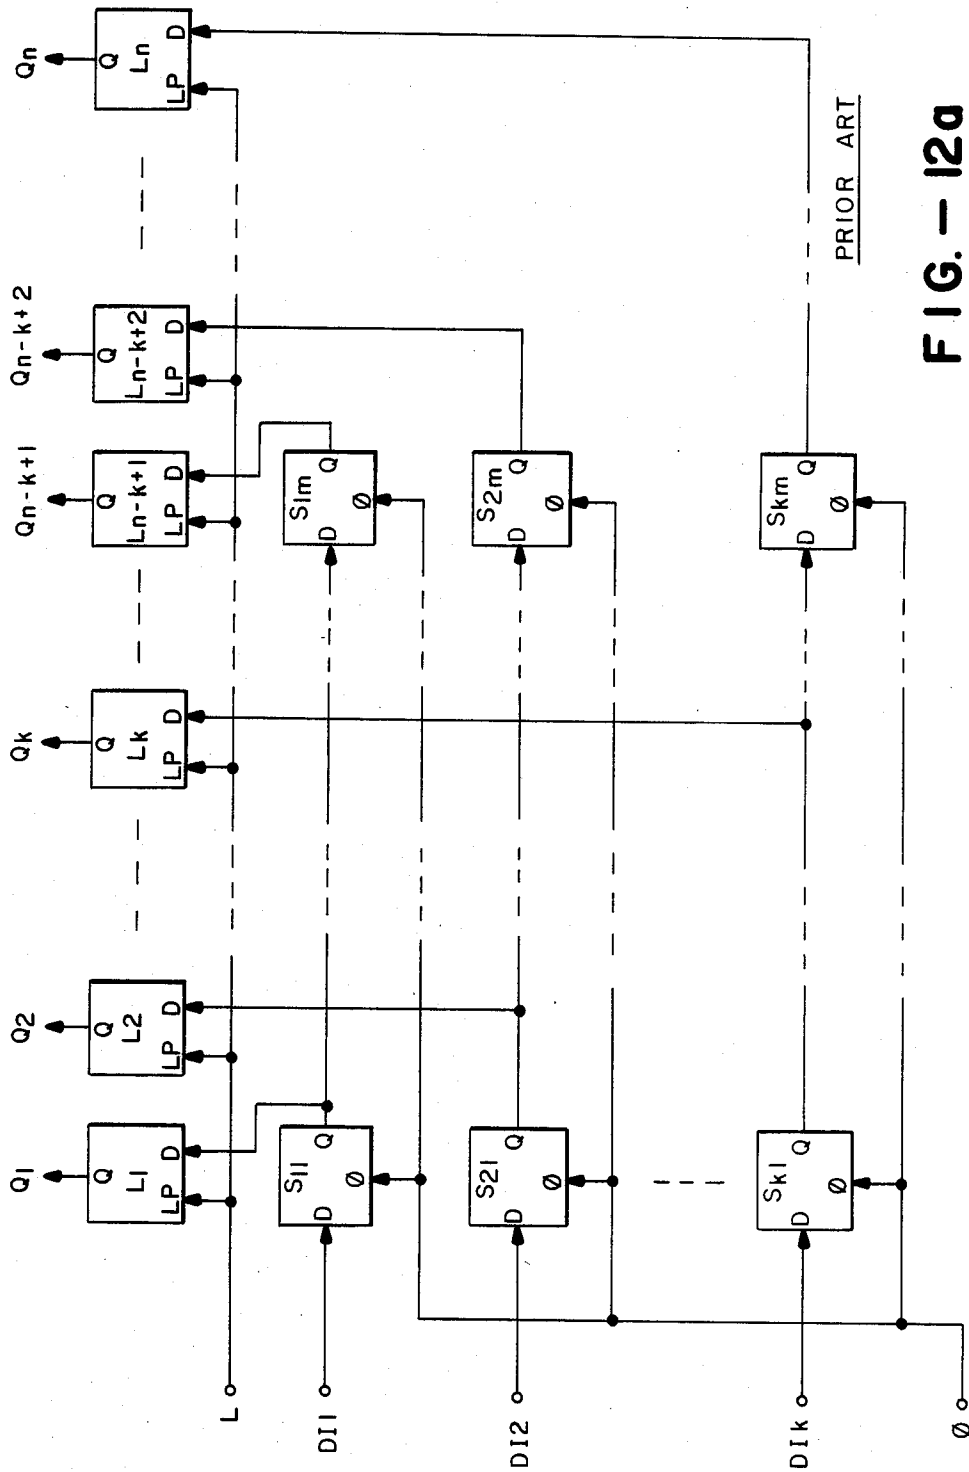 Q1 Q2 Qk Qn-k+1 Qn-k+2 Qn
Q Q Q Q Q Q
L1 L2 Lk Ln-k+1 Ln-k+2 Ln
LP D LP D LP D LP D LP D LP D
L
S11 S1m
D Q D Q
Ø Ø
DI1
S21 S2m
D Q D Q
Ø Ø
DI2
Sk1 Skm
D Q D Q
Ø Ø
DIk
Ø
PRIOR ART
FIG. - 12a